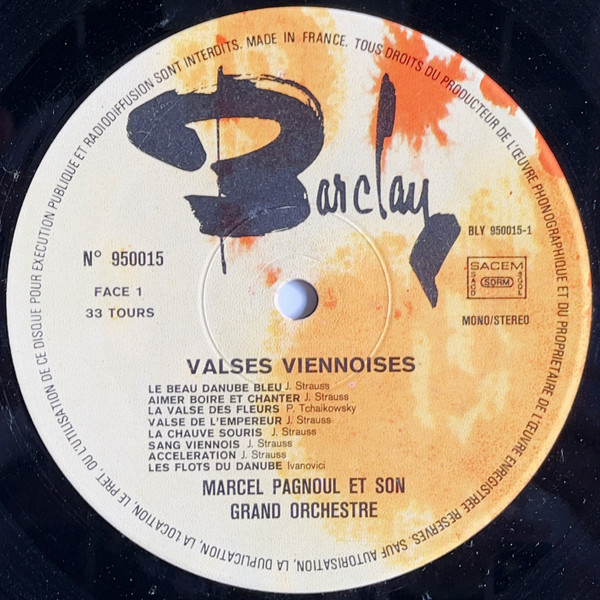 SAUF AUTORISATION, LA DUPLICATION, LA LOCATION, LE PRET, OU L'UTILISATION DE CE DISQUE POUR EXECUTION PUBLIQUE ET RADIODIFFUSION SONT INTERDITS. MADE IN FRANCE. TOUS DROITS DU PRODUCTEUR DE L'ŒUVRE PHONOGRAPHIQUE ET DU PROPRIETAIRE DE L'ŒUVRE ENREGISTREE RESERVES.
Barclay
BLY 950015-1
N° 950015
SACEM
SACD
SDRM
SGDL
FACE 1
33 TOURS
MONO/STEREO
VALSES VIENNOISES
LE BEAU DANUBE BLEU J. Strauss
AIMER BOIRE ET CHANTER J. Strauss
LA VALSE DES FLEURS P. Tchaikowsky
VALSE DE L'EMPEREUR J. Strauss
LA CHAUVE SOURIS J. Strauss
SANG VIENNOIS J. Strauss
ACCELERATION J. Strauss
LES FLOTS DU DANUBE Ivanovici
MARCEL PAGNOUL ET SON
GRAND ORCHESTRE